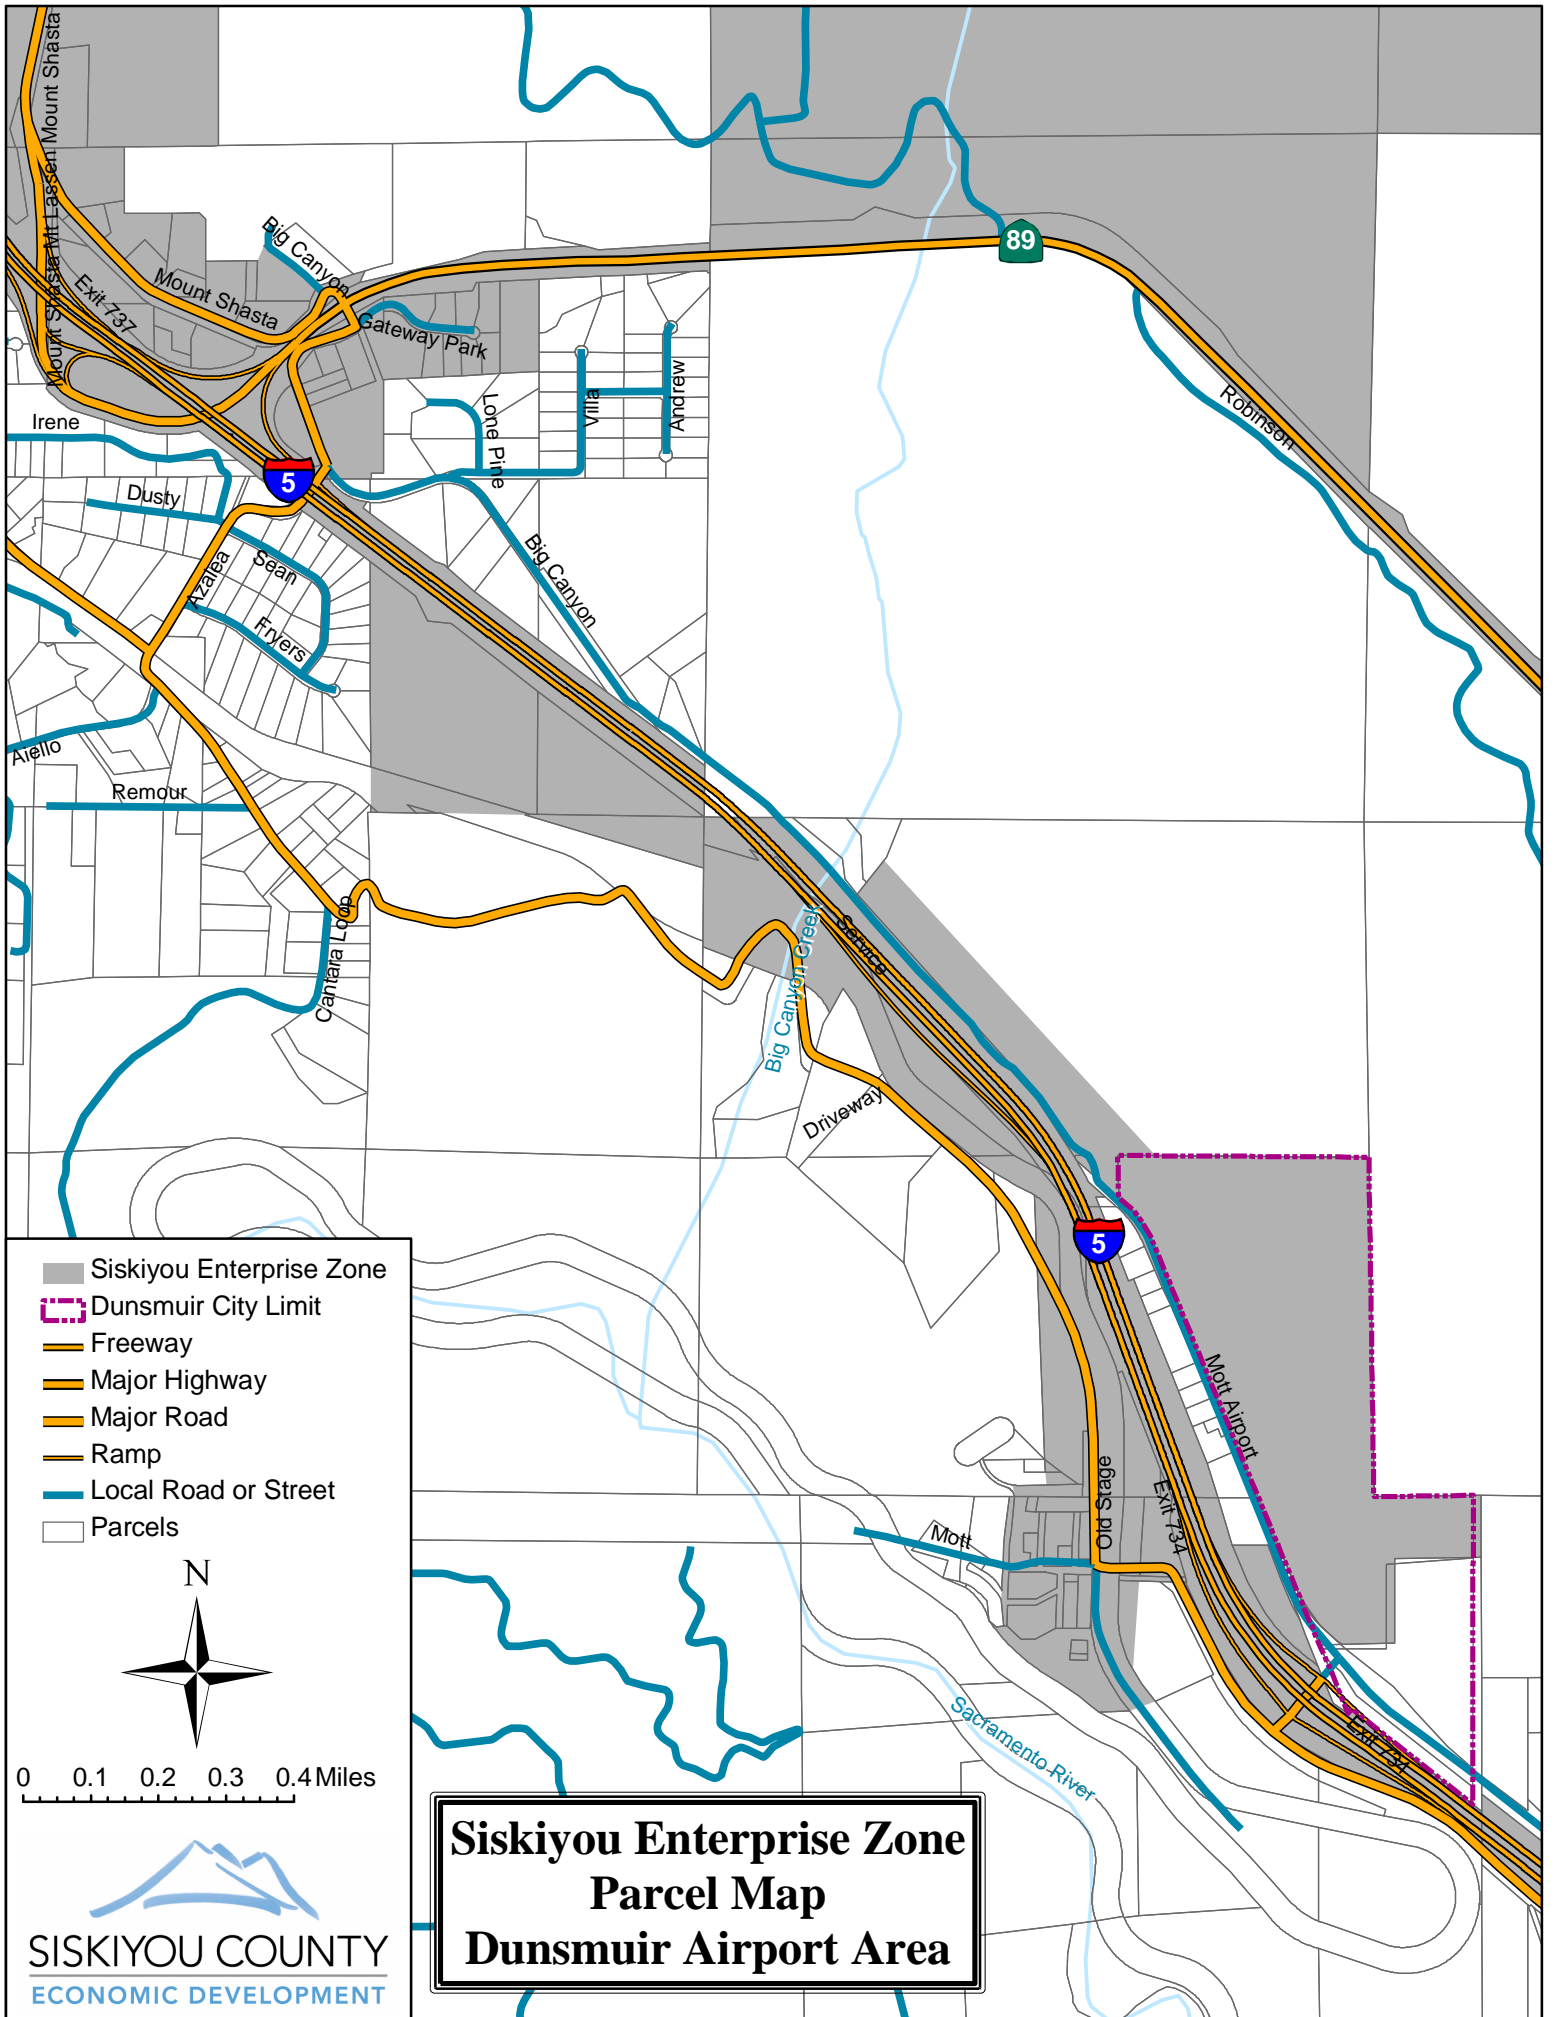 Mount Shasta Mt Lassen Mount Shasta
Big Canyon
89
Mount Shasta
Exit 737
Gateway Park
Robinson
Irene
Lone Pine
Villa
Andrew
5
Dusty
Big Canyon
Sean
Azalea
Fryers
Aiello
Remour
Cantara Loop
Service
Big Canyon Creek
Driveway
5
Mott Airport
Old Stage
Exit 734
Mott
Sacramento River
Exit 734
Siskiyou Enterprise Zone
Dunsmuir City Limit
Freeway
Major Highway
Major Road
Ramp
Local Road or Street
Parcels
N
0 0.1 0.2 0.3 0.4 Miles
SISKIYOU COUNTY
ECONOMIC DEVELOPMENT
Siskiyou Enterprise Zone
Parcel Map
Dunsmuir Airport Area